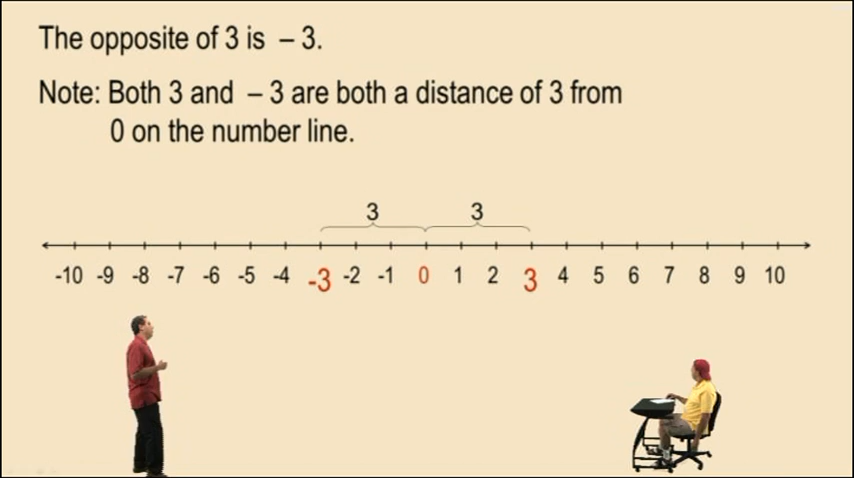 The opposite of 3 is – 3.
Note: Both 3 and – 3 are both a distance of 3 from
0 on the number line.
3 3
-10 -9 -8 -7 -6 -5 -4 -3 -2 -1 0 1 2 3 4 5 6 7 8 9 10